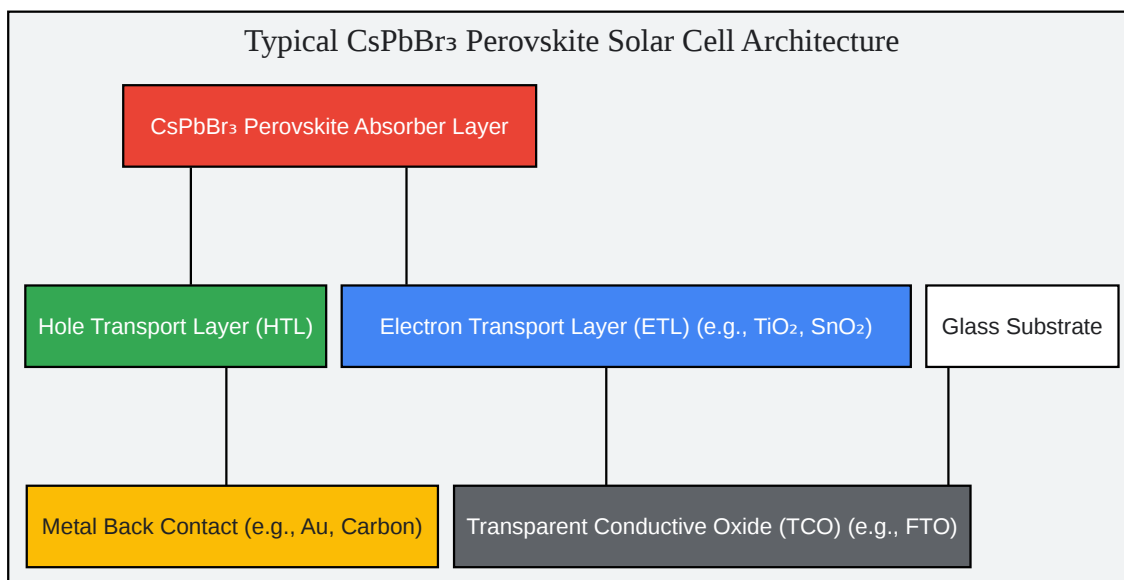 Typical CsPbBr₃ Perovskite Solar Cell Architecture
CsPbBr₃ Perovskite Absorber Layer
Hole Transport Layer (HTL)
Electron Transport Layer (ETL) (e.g., TiO₂, SnO₂)
Glass Substrate
Metal Back Contact (e.g., Au, Carbon)
Transparent Conductive Oxide (TCO) (e.g., FTO)